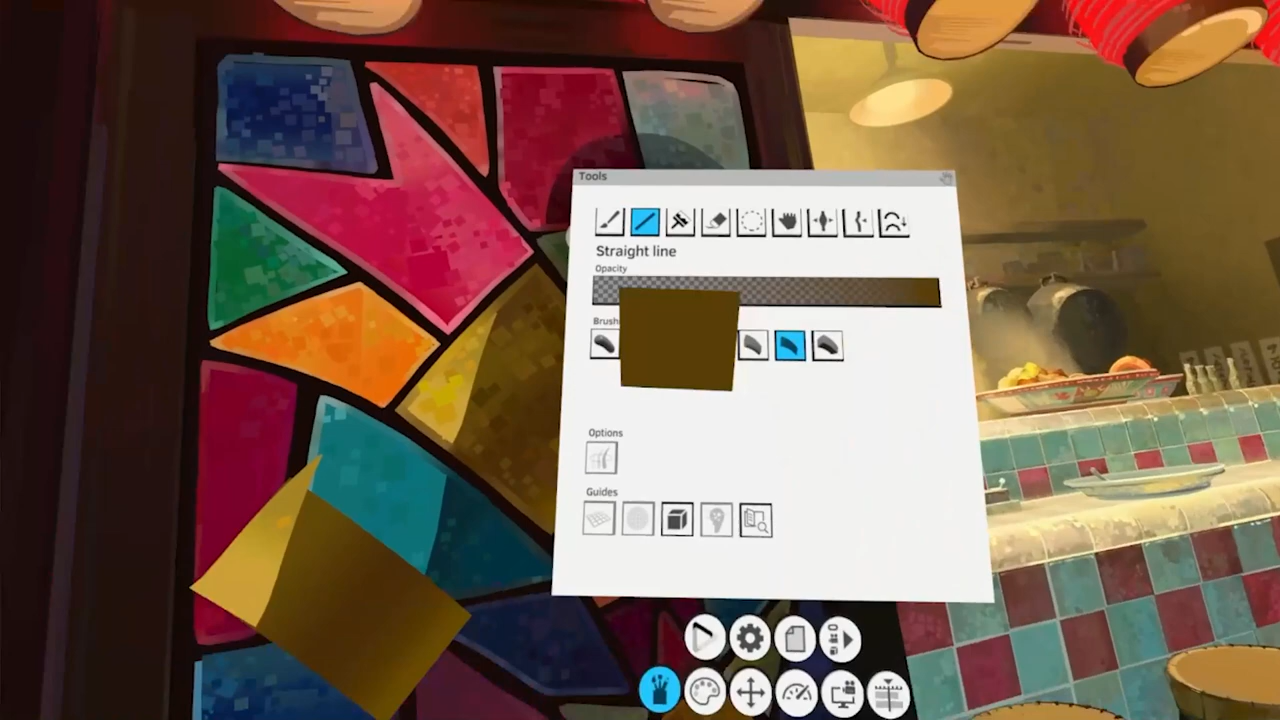 Tools
Straight line
Opacity
Brush
Options
Guides